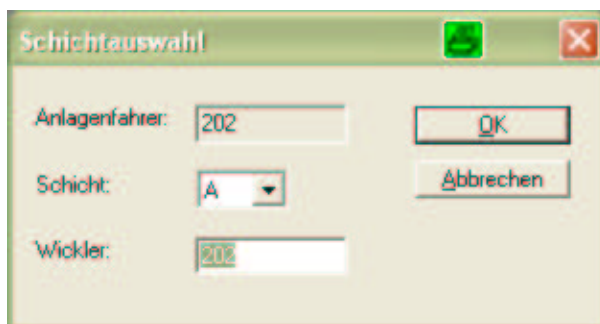 Schichtauswahl
Anlagenfahrer: 202 OK
Schicht: A Abbrechen
Wickler: 202